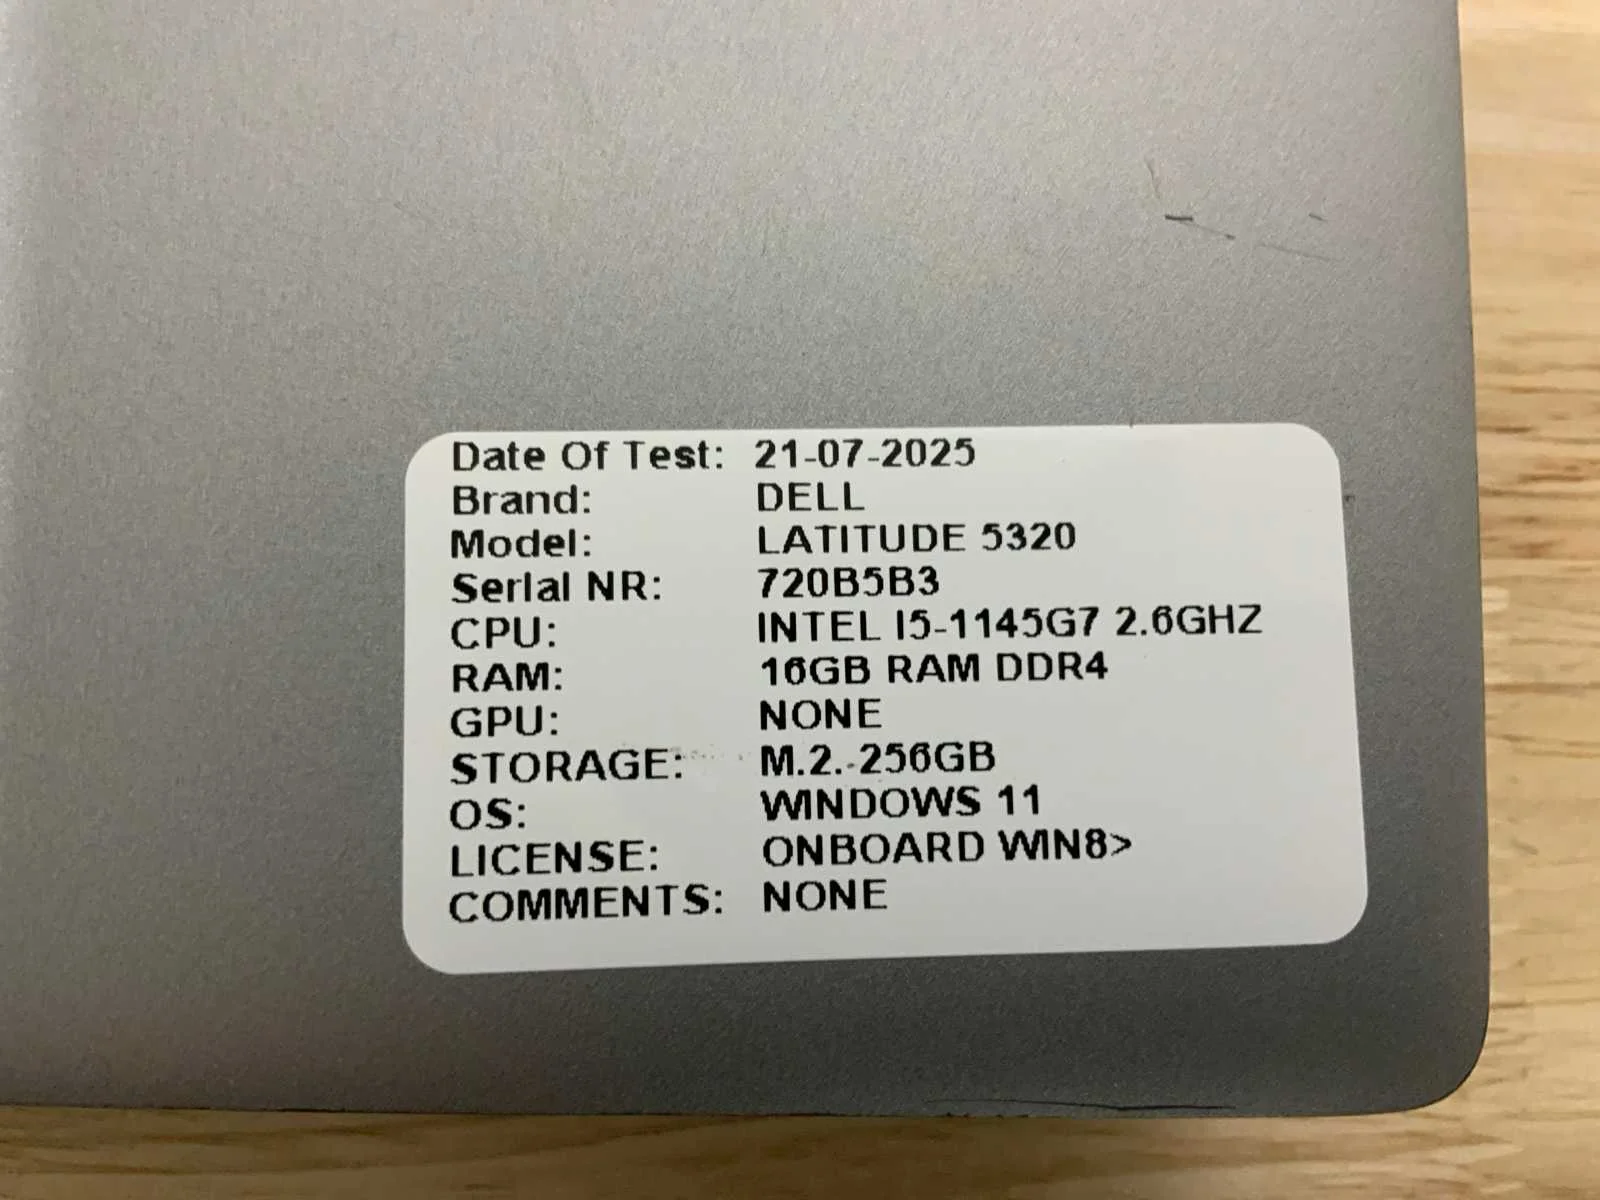 Date Of Test: 21-07-2025
Brand: DELL
Model: LATITUDE 5320
Serial NR: 720B5B3
CPU: INTEL I5-1145G7 2.6GHZ
RAM: 16GB RAM DDR4
GPU: NONE
STORAGE: M.2.-256GB
OS: WINDOWS 11
LICENSE: ONBOARD WIN8>
COMMENTS: NONE